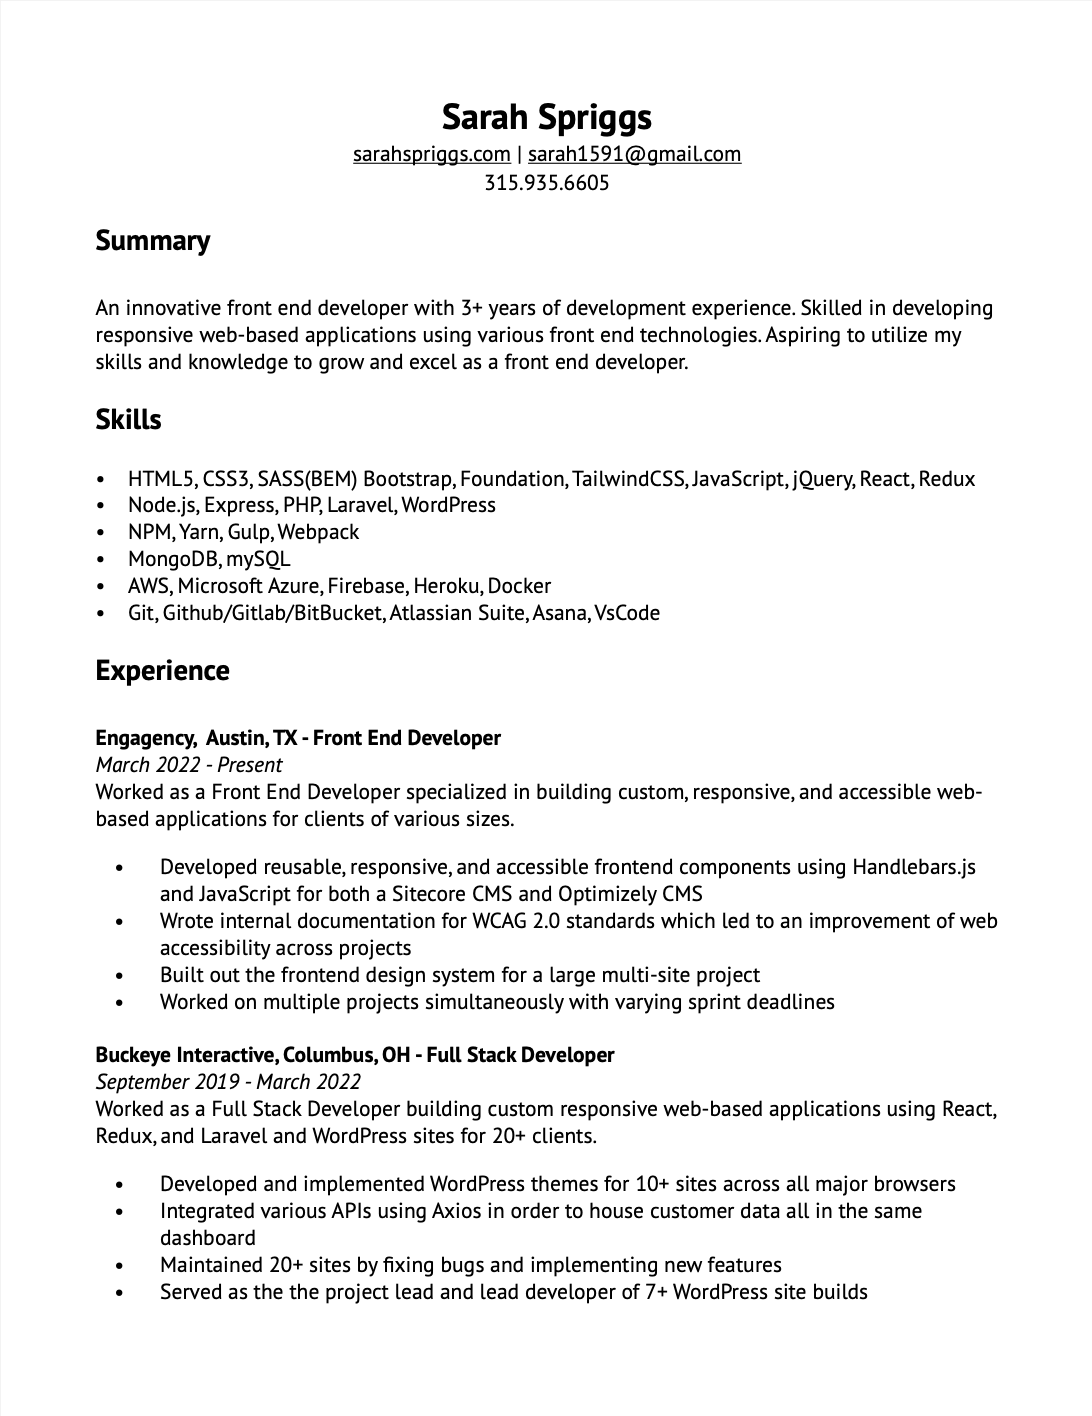 Sarah Spriggs
sarahspriggs.com | sarah1591@gmail.com
315.935.6605
Summary
An innovative front end developer with 3+ years of development experience. Skilled in developing
responsive web-based applications using various front end technologies. Aspiring to utilize my
skills and knowledge to grow and excel as a front end developer.
Skills
• HTML5, CSS3, SASS(BEM) Bootstrap, Foundation, TailwindCSS, JavaScript, jQuery, React, Redux
• Node.js, Express, PHP, Laravel, WordPress
• NPM, Yarn, Gulp, Webpack
• MongoDB, mySQL
• AWS, Microsoft Azure, Firebase, Heroku, Docker
• Git, Github/Gitlab/BitBucket, Atlassian Suite, Asana, VsCode
Experience
Engagency, Austin, TX - Front End Developer
March 2022 - Present
Worked as a Front End Developer specialized in building custom, responsive, and accessible web-
based applications for clients of various sizes.
• Developed reusable, responsive, and accessible frontend components using Handlebars.js
and JavaScript for both a Sitecore CMS and Optimizely CMS
• Wrote internal documentation for WCAG 2.0 standards which led to an improvement of web
accessibility across projects
• Built out the frontend design system for a large multi-site project
• Worked on multiple projects simultaneously with varying sprint deadlines
Buckeye Interactive, Columbus, OH - Full Stack Developer
September 2019 - March 2022
Worked as a Full Stack Developer building custom responsive web-based applications using React,
Redux, and Laravel and WordPress sites for 20+ clients.
• Developed and implemented WordPress themes for 10+ sites across all major browsers
• Integrated various APIs using Axios in order to house customer data all in the same
dashboard
• Maintained 20+ sites by fixing bugs and implementing new features
• Served as the the project lead and lead developer of 7+ WordPress site builds